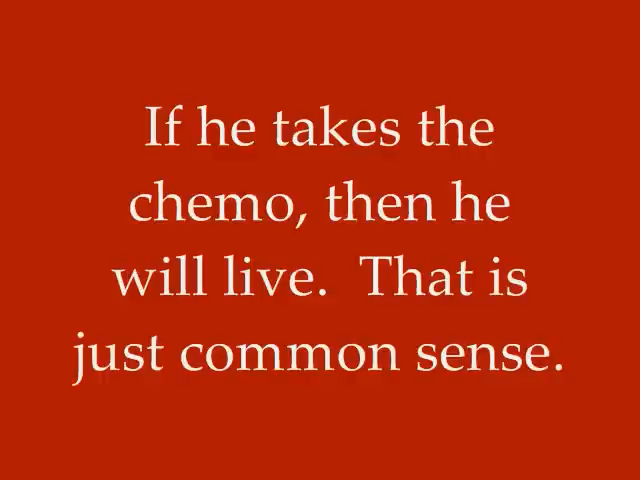 If he takes the
chemo, then he
will live.  That is
just common sense.